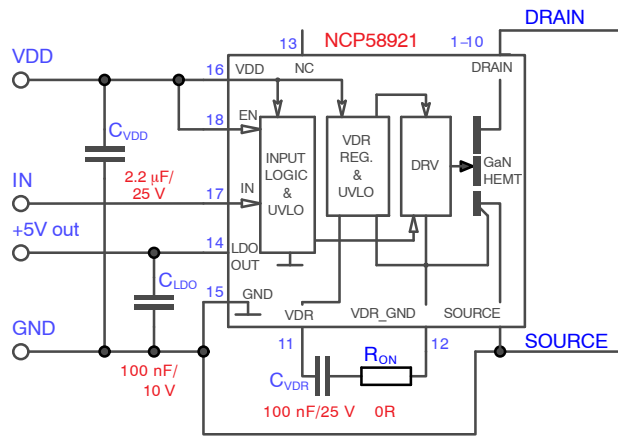 DRAIN
NCP58921
13
1–10
VDD
16
VDD
NC
DRAIN
18
EN
CVDD
INPUT
LOGIC
&
UVLO
VDR
REG.
&
UVLO
DRV
GaN
HEMT
2.2 µF/
25 V
IN
17
IN
+5V out
14
LDO
OUT
CLDO
15
GND
VDR
VDR_GND
SOURCE
GND
SOURCE
11
12
RON
100 nF/
10 V
CVDR
100 nF/25 V
0R